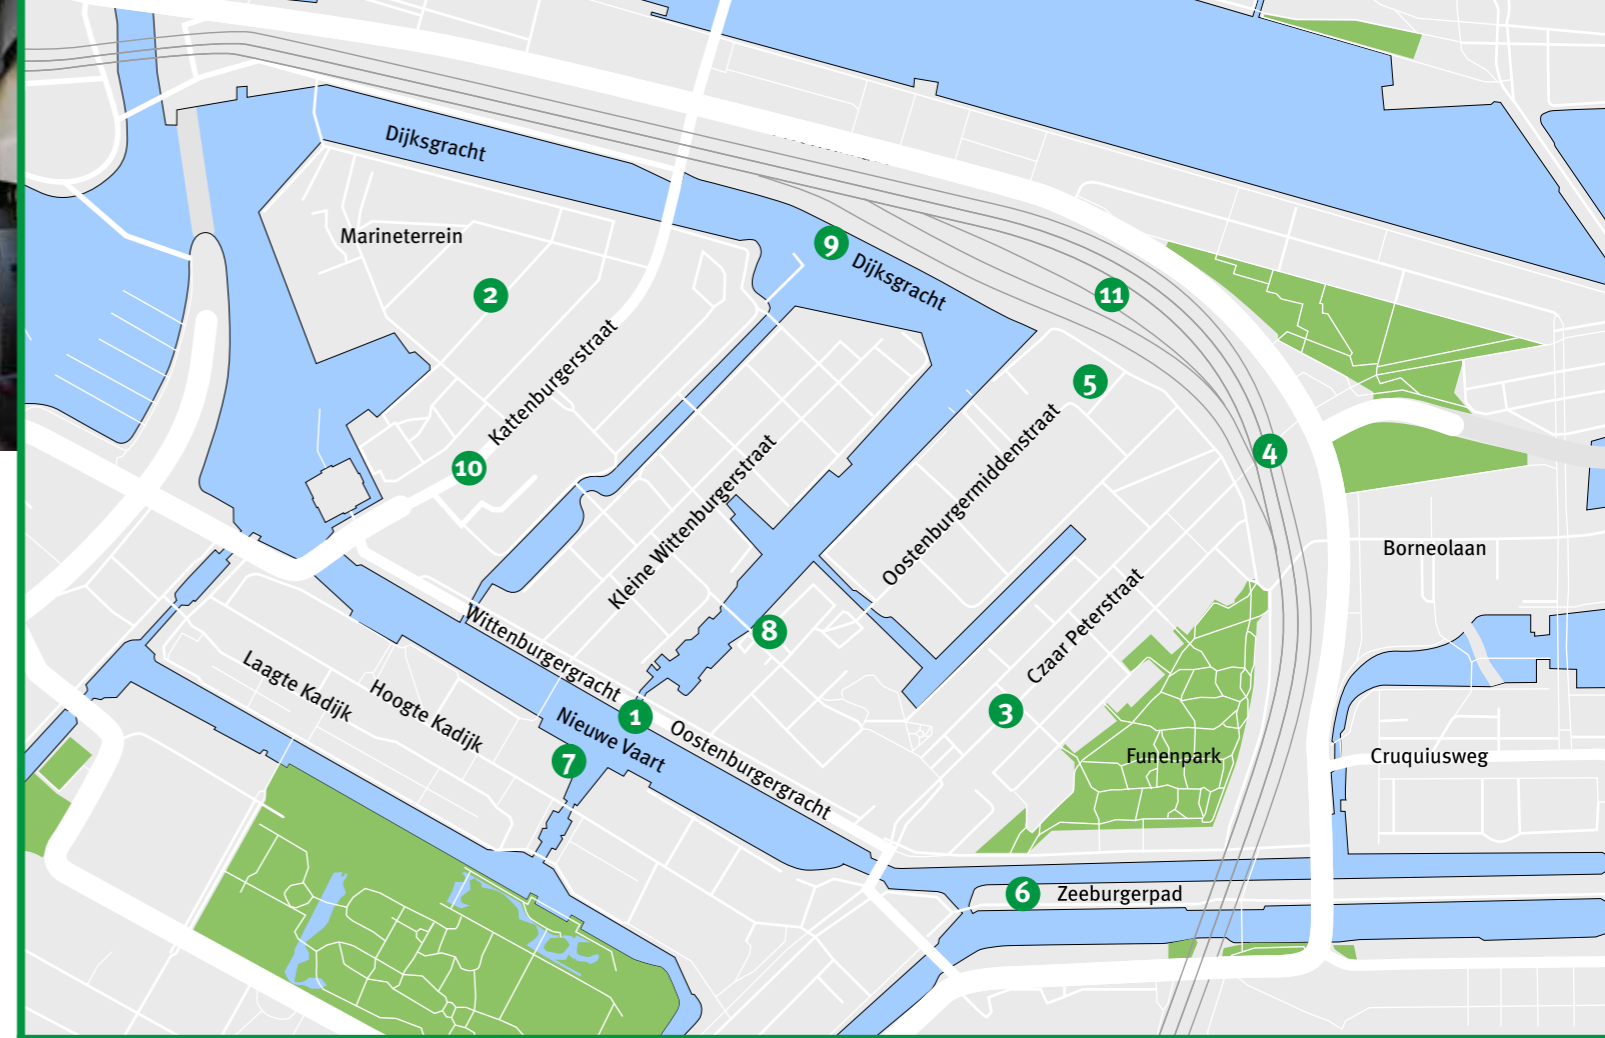 Dijksgracht
Marineterrein
9
Dijksgracht
2
11
Kattenburgerstraat
5
Oostenburgermiddenstraat
4
10
Kleine Wittenburgerstraat
Borneolaan
Czaar Peterstraat
Wittenburgergracht
8
Laagte Kadijk
Hoogte Kadijk
1
Nieuwe Vaart
Oostenburgergracht
3
7
Funenpark
Cruquiusweg
6
Zeeburgerpad